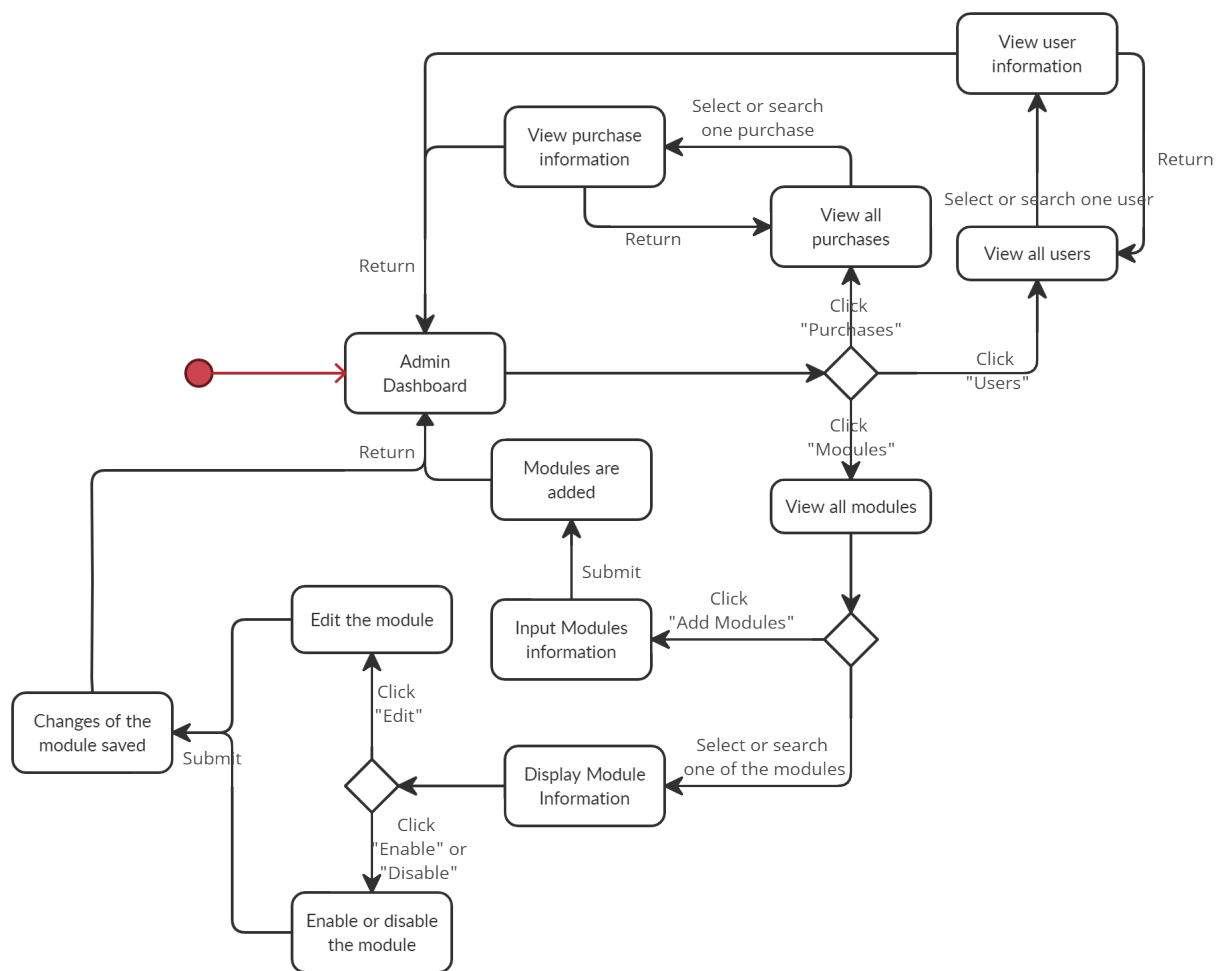 View user
information
Select or search
one purchase
View purchase
information
Return
Select or search one user
View all
purchases
Return
View all users
Return
Click
"Purchases"
Admin
Dashboard
Click
"Users"
Click
"Modules"
Return
Modules are
added
View all modules
Submit
Click
"Add Modules"
Edit the module
Input Modules
information
Click
"Edit"
Changes of the
module saved
Submit
Select or search
one of the modules
Display Module
Information
Click
"Enable" or
"Disable"
Enable or disable
the module